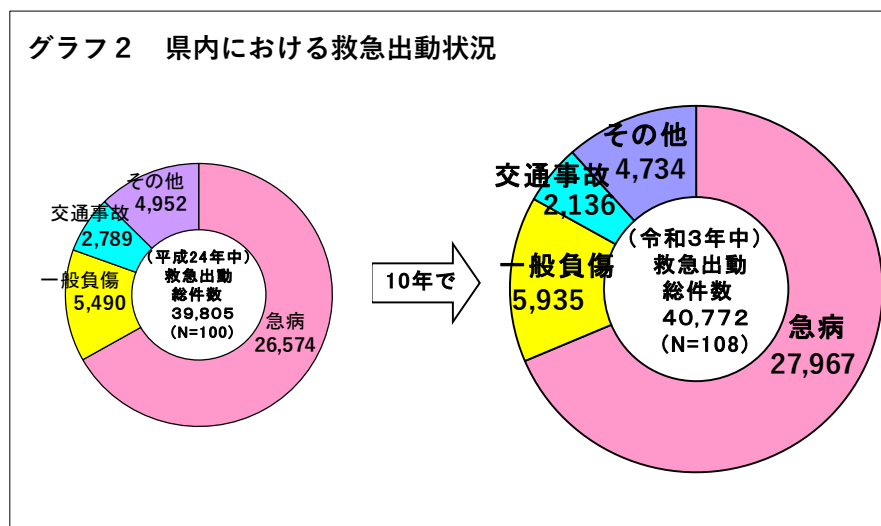 グラフ２　県内における救急出動状況
その他
4,952
交通事故
2,789
一般負傷
5,490
(平成24年中)
救急出動
総件数
39,805
(N=100)
急病
26,574
10年で
その他
4,734
交通事故
2,136
一般負傷
5,935
(令和３年中)
救急出動
総件数
４０,７７２
(N=108)
急病
27,967